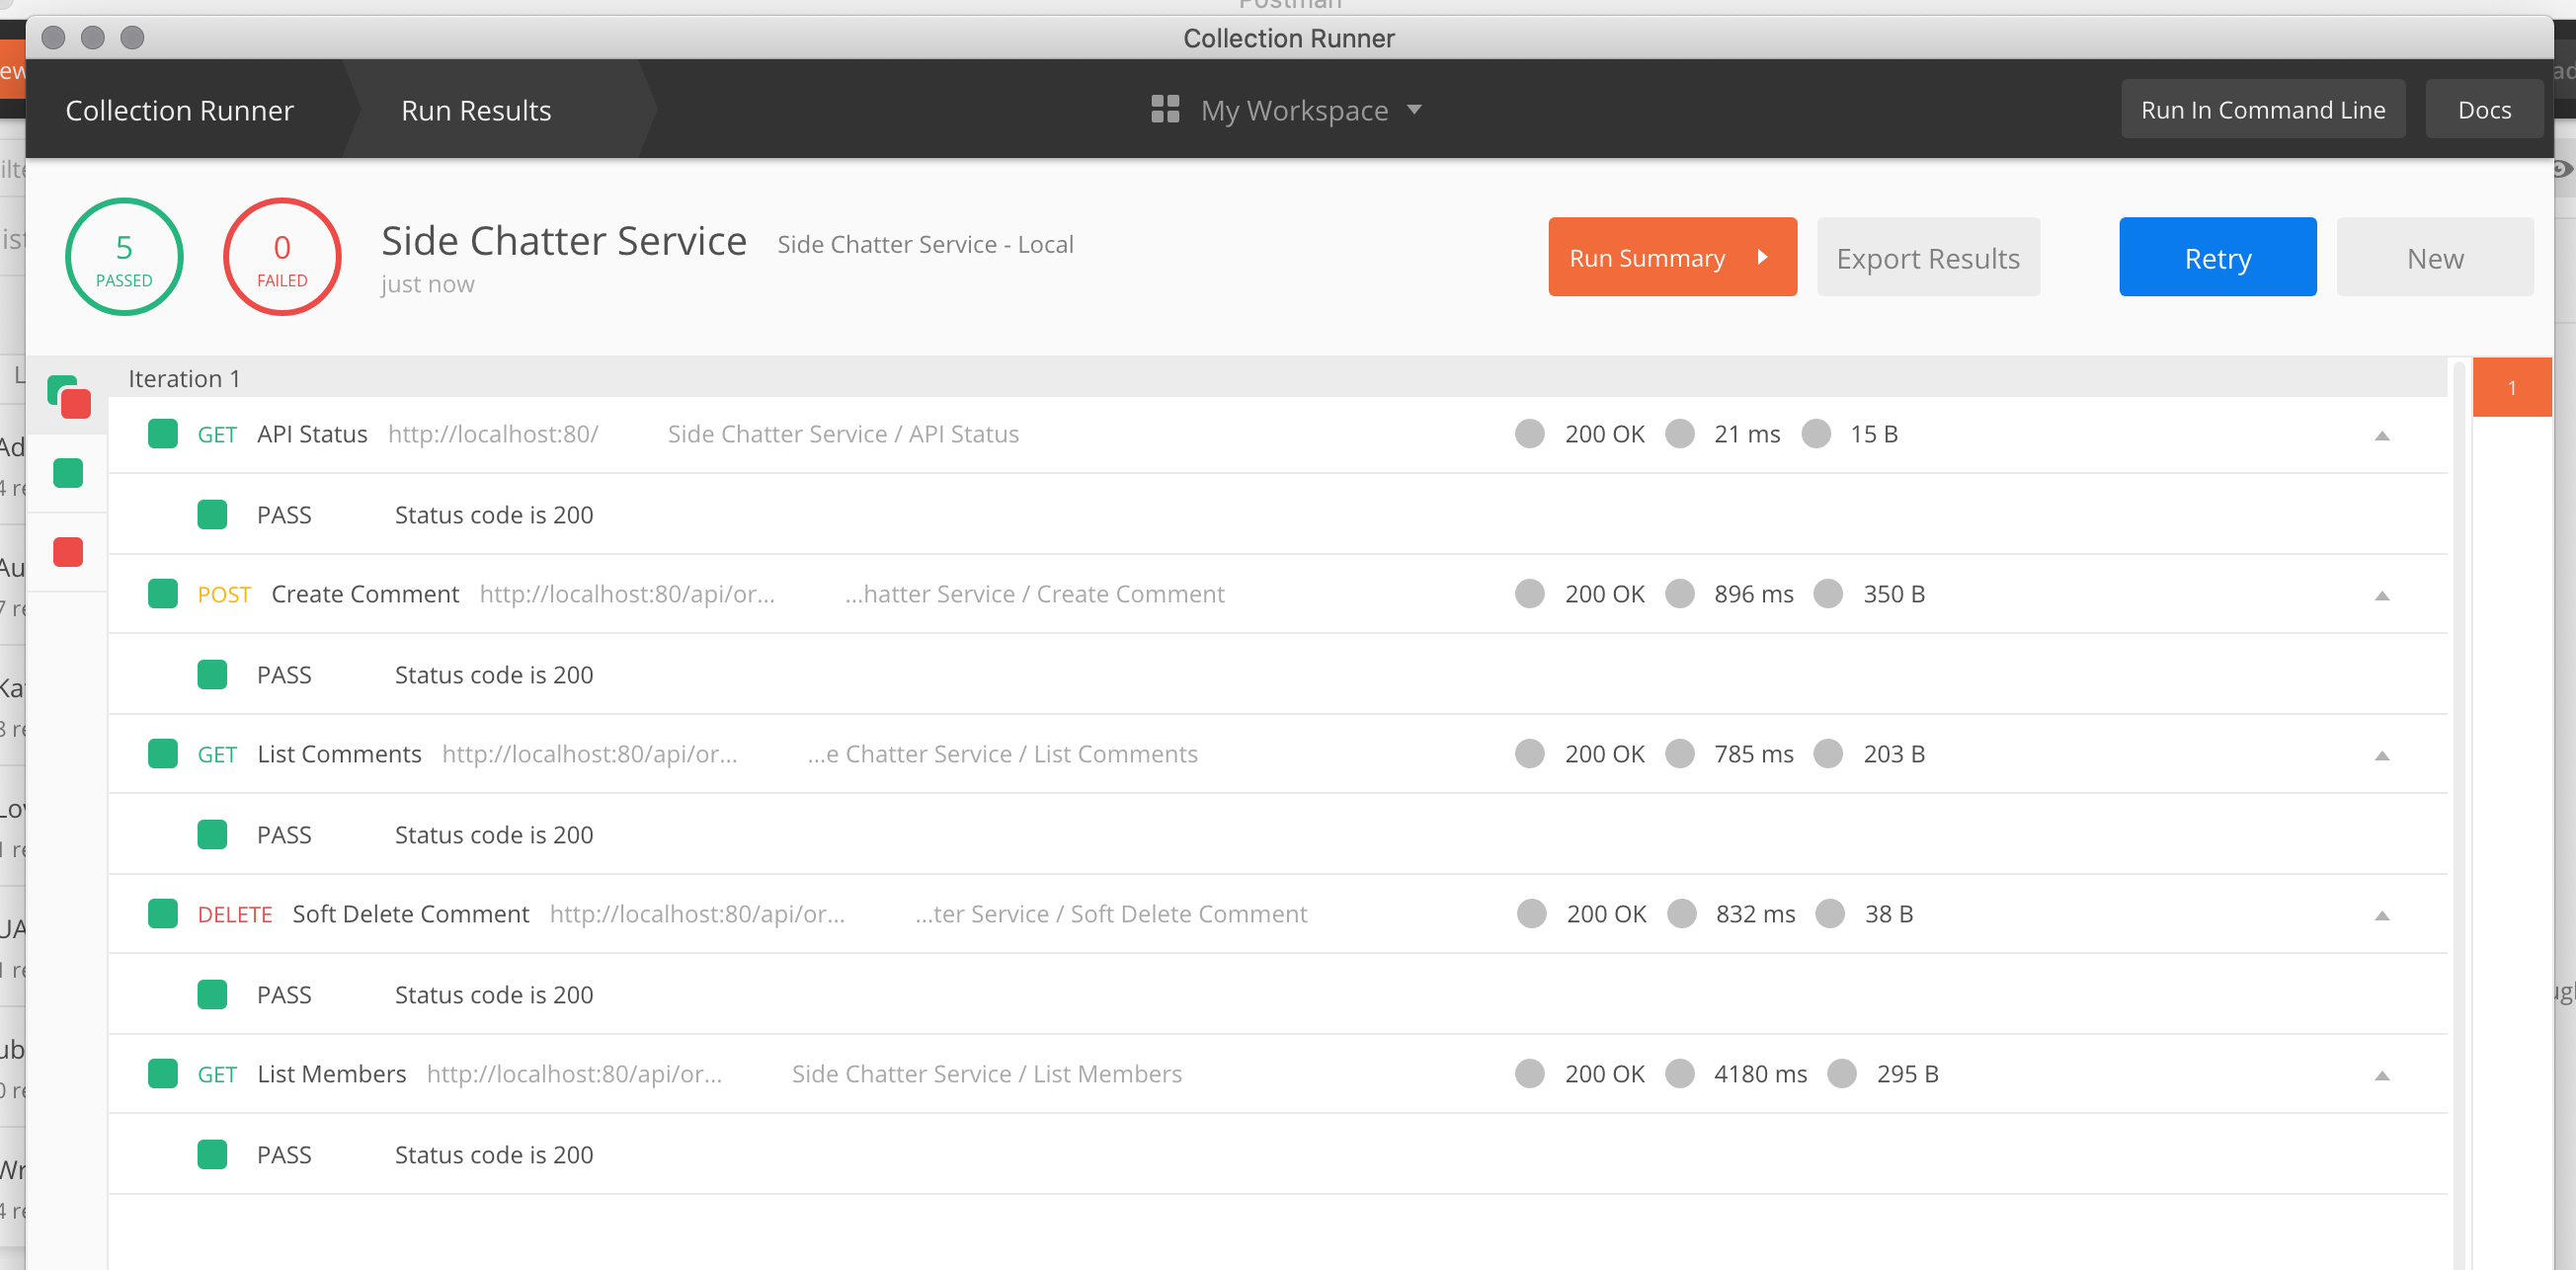 Collection Runner
Collection Runner Run Results My Workspace Run In Command Line Docs
5 PASSED 0 FAILED Side Chatter Service Side Chatter Service - Local
just now
Run Summary Export Results Retry New
Iteration 1
1
GET API Status http://localhost:80/ Side Chatter Service / API Status 200 OK 21 ms 15 B
PASS Status code is 200
POST Create Comment http://localhost:80/api/or... ...hatter Service / Create Comment 200 OK 896 ms 350 B
PASS Status code is 200
GET List Comments http://localhost:80/api/or... ...e Chatter Service / List Comments 200 OK 785 ms 203 B
PASS Status code is 200
DELETE Soft Delete Comment http://localhost:80/api/or... ...ter Service / Soft Delete Comment 200 OK 832 ms 38 B
PASS Status code is 200
GET List Members http://localhost:80/api/or... Side Chatter Service / List Members 200 OK 4180 ms 295 B
PASS Status code is 200